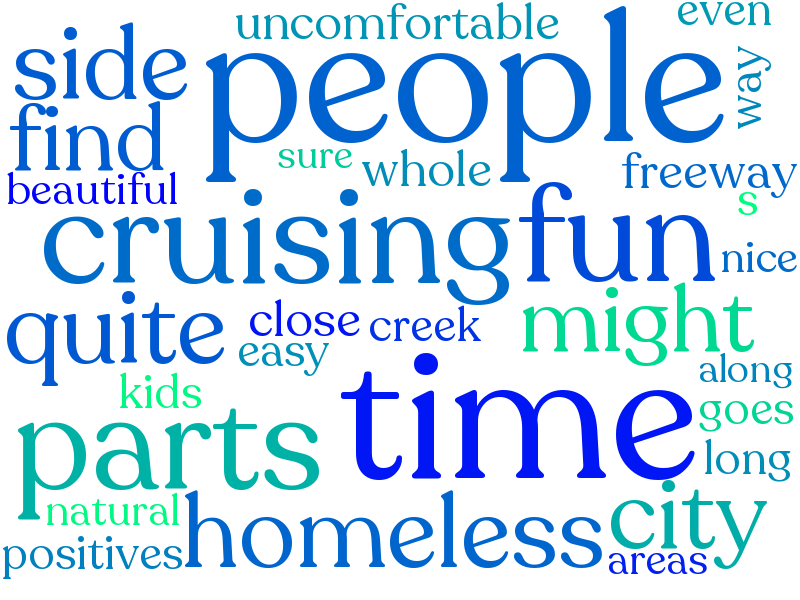 uncomfortable even
side people way
find sure whole freeway
beautiful s
cruising fun nice
quite close creek might
easy along
kids goes
parts time long
natural city
positives homeless areas